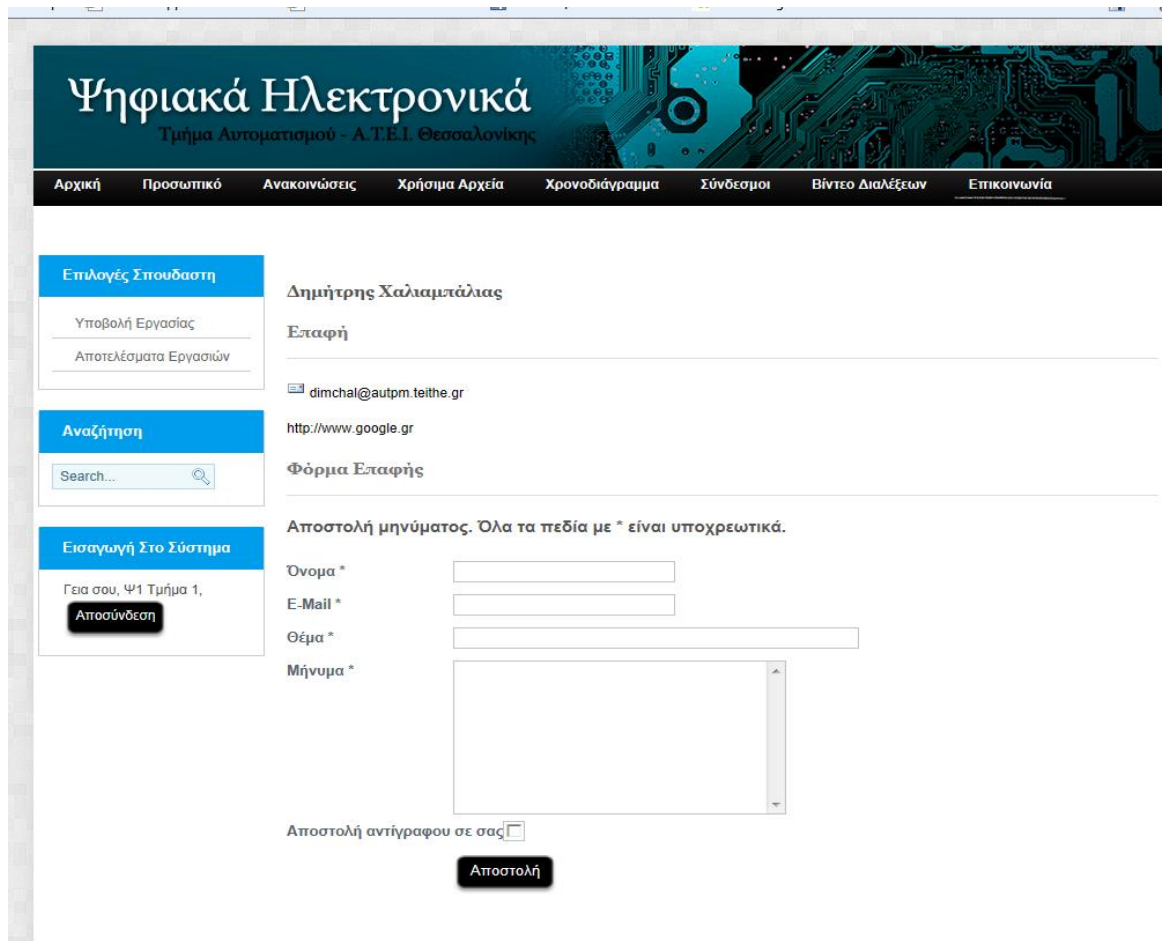 Ψηφιακά Ηλεκτρονικά
Τμήμα Αυτοματισμού - Α.Τ.Ε.Ι. Θεσσαλονίκης
Αρχική Προσωπικό Ανακοινώσεις Χρήσιμα Αρχεία Χρονοδιάγραμμα Σύνδεσμοι Βίντεο Διαλέξεων Επικοινωνία
Επιλογές Σπουδαστη
Υποβολή Εργασίας
Αποτελέσματα Εργασιών
Αναζήτηση
Search...
Εισαγωγή Στο Σύστημα
Γεια σου, Ψ1 Τμήμα 1,
Αποσύνδεση
Δημήτρης Χαλιαμπάλιας
Επαφή
dimchal@autpm.teithe.gr
http://www.google.gr
Φόρμα Επαφής
Αποστολή μηνύματος. Όλα τα πεδία με * είναι υποχρεωτικά.
Όνομα *
E-Mail *
Θέμα *
Μήνυμα *
Αποστολή αντίγραφου σε σας
Αποστολή